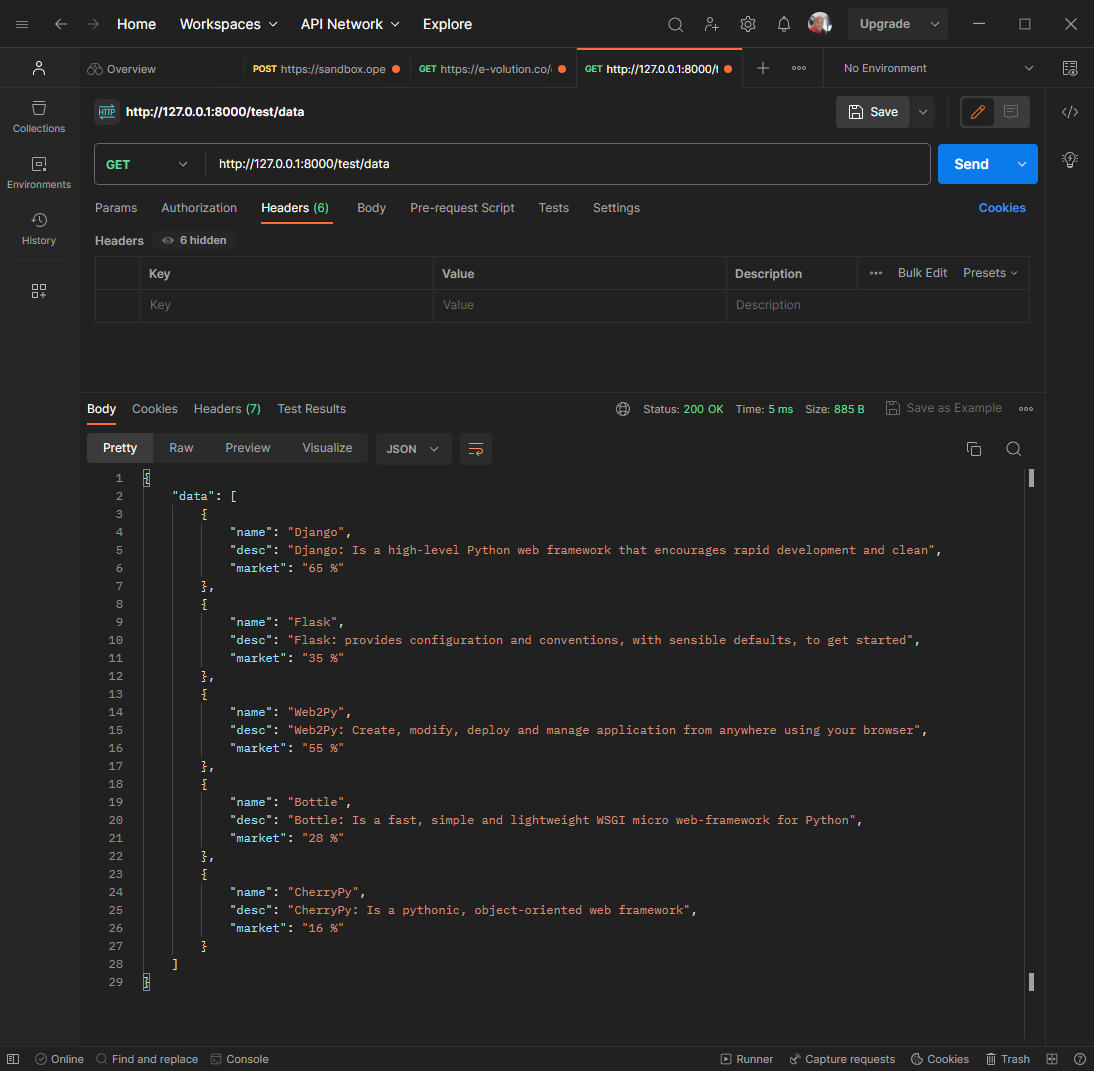 Home Workspaces API Network Explore Upgrade
Overview POST https://sandbox.ope GET https://e-volution.co/ GET http://127.0.0.1:8000/t No Environment
HTTP http://127.0.0.1:8000/test/data Save
Collections
Environments
History
GET http://127.0.0.1:8000/test/data Send
Params Authorization Headers (6) Body Pre-request Script Tests Settings Cookies
Headers 6 hidden
Key Value Description Bulk Edit Presets
Key Value Description
Body Cookies Headers (7) Test Results Status: 200 OK Time: 5 ms Size: 885 B Save as Example
Pretty Raw Preview Visualize JSON
1 {
2 "data": [
3 {
4 "name": "Django",
5 "desc": "Django: Is a high-level Python web framework that encourages rapid development and clean",
6 "market": "65 %"
7 },
8 {
9 "name": "Flask",
10 "desc": "Flask: provides configuration and conventions, with sensible defaults, to get started",
11 "market": "35 %"
12 },
13 {
14 "name": "Web2Py",
15 "desc": "Web2Py: Create, modify, deploy and manage application from anywhere using your browser",
16 "market": "55 %"
17 },
18 {
19 "name": "Bottle",
20 "desc": "Bottle: Is a fast, simple and lightweight WSGI micro web-framework for Python",
21 "market": "28 %"
22 },
23 {
24 "name": "CherryPy",
25 "desc": "CherryPy: Is a pythonic, object-oriented web framework",
26 "market": "16 %"
27 }
28 ]
29 }
Online Find and replace Console Runner Capture requests Cookies Trash